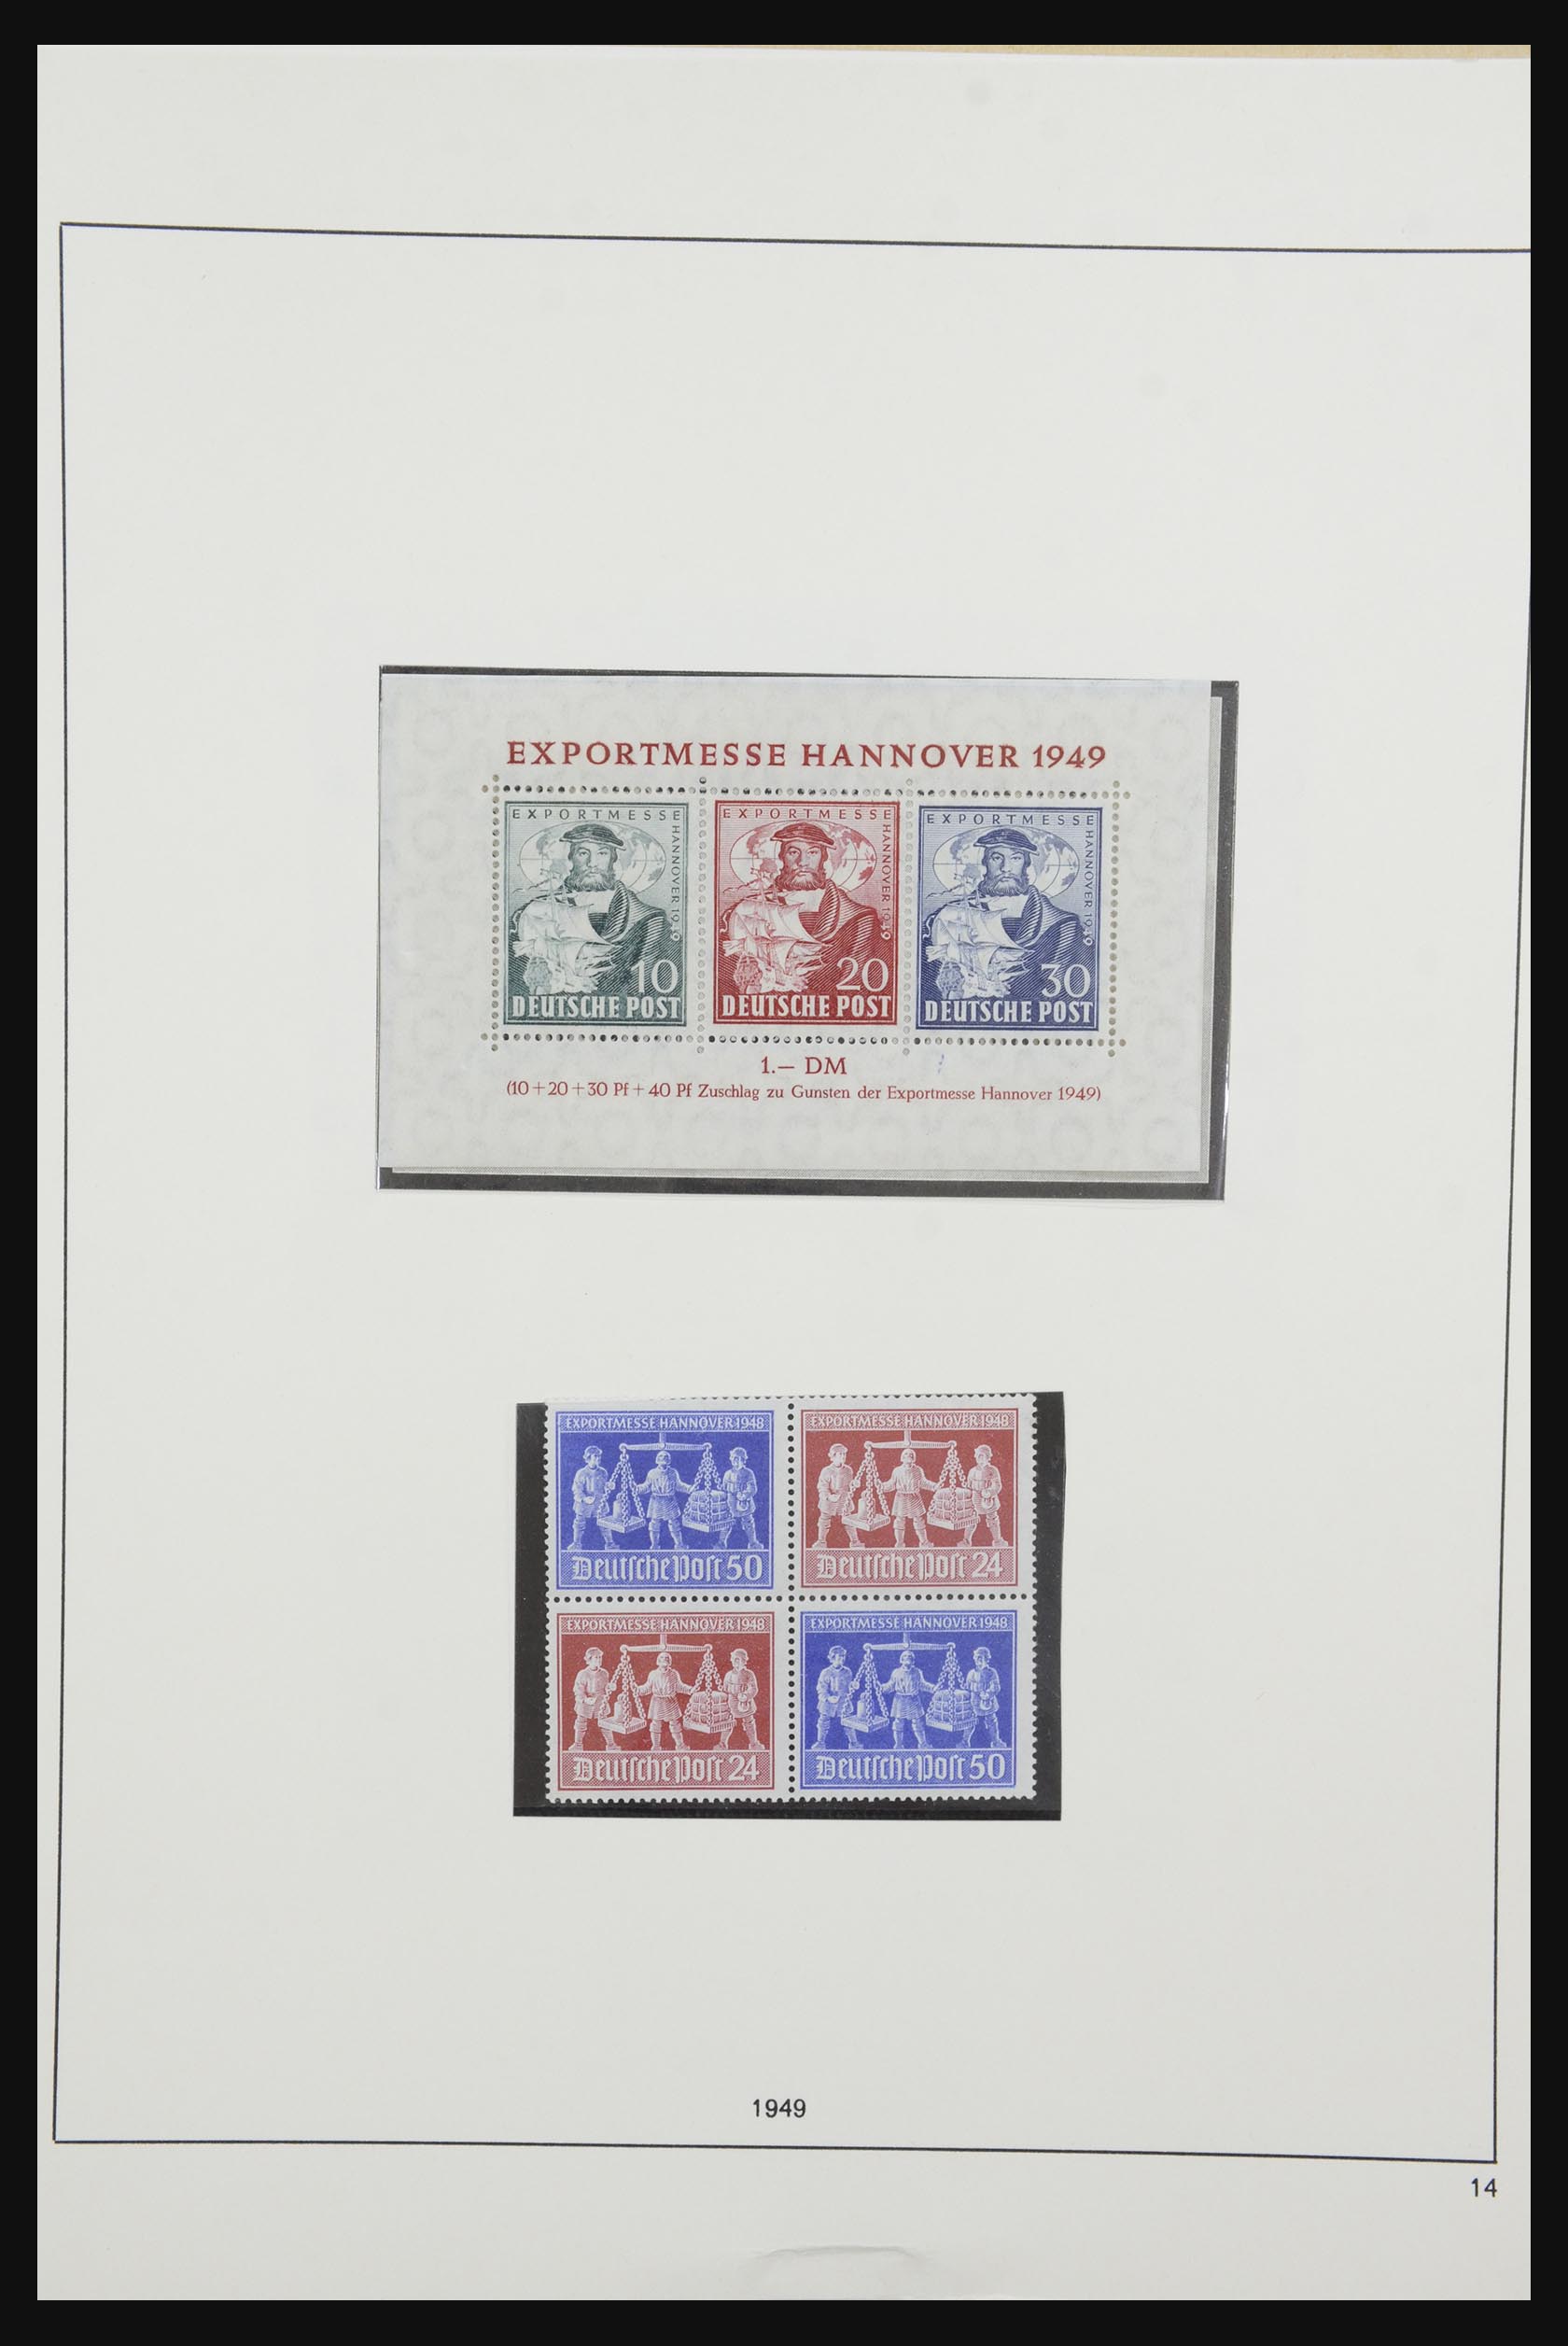 EXPORTMESSE HANNOVER 1949
EXPORTMESSE
HANNOVER 1949
10
DEUTSCHE POST
EXPORTMESSE
HANNOVER 1949
20
DEUTSCHE POST
EXPORTMESSE
HANNOVER 1949
30
DEUTSCHE POST
1.— DM
(10+20+30 Pf + 40 Pf Zuschlag zu Gunsten der Exportmesse Hannover 1949)
EXPORTMESSE HANNOVER 1948
Deutſche Poſt 50
EXPORTMESSE HANNOVER 1948
Deutſche Poſt 24
EXPORTMESSE HANNOVER 1948
Deutſche Poſt 24
EXPORTMESSE HANNOVER 1948
Deutſche Poſt 50
1949
14